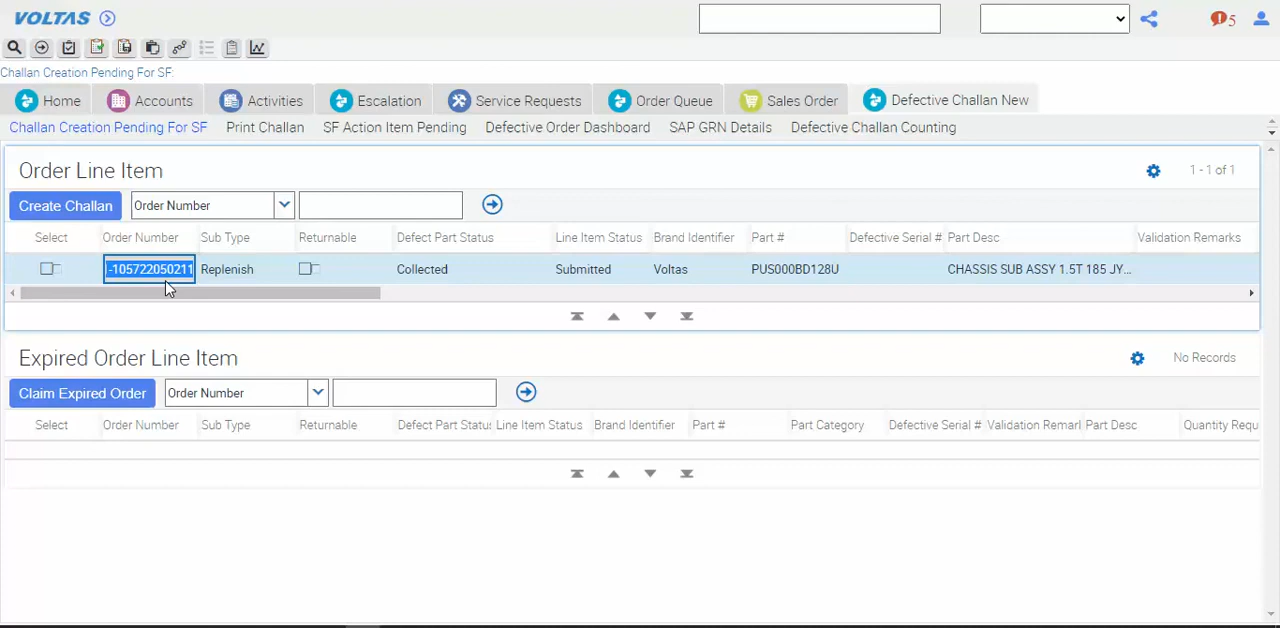 VOLTAS
5
Challan Creation Pending For SF:
Home Accounts Activities Escalation Service Requests Order Queue Sales Order Defective Challan New
Challan Creation Pending For SF Print Challan SF Action Item Pending Defective Order Dashboard SAP GRN Details Defective Challan Counting
Order Line Item 1 - 1 of 1
Create Challan Order Number
Select Order Number Sub Type Returnable Defect Part Status Line Item Status Brand Identifier Part # Defective Serial # Part Desc Validation Remarks
-105722050211 Replenish Collected Submitted Voltas PUS000BD128U CHASSIS SUB ASSY 1.5T 185 JY...
Expired Order Line Item No Records
Claim Expired Order Order Number
Select Order Number Sub Type Returnable Defect Part Status Line Item Status Brand Identifier Part # Part Category Defective Serial # Validation Remarl Part Desc Quantity Requ